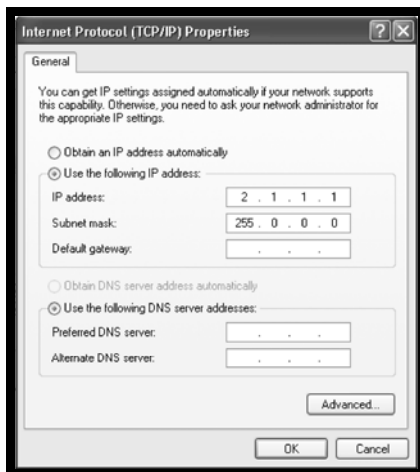 Internet Protocol (TCP/IP) Properties
General
You can get IP settings assigned automatically if your network supports
this capability. Otherwise, you need to ask your network administrator for
the appropriate IP settings.
Obtain an IP address automatically
Use the following IP address:
IP address: 2 . 1 . 1 . 1
Subnet mask: 255 . 0 . 0 . 0
Default gateway: . . .
Obtain DNS server address automatically
Use the following DNS server addresses:
Preferred DNS server: . . .
Alternate DNS server: . . .
Advanced...
OK Cancel